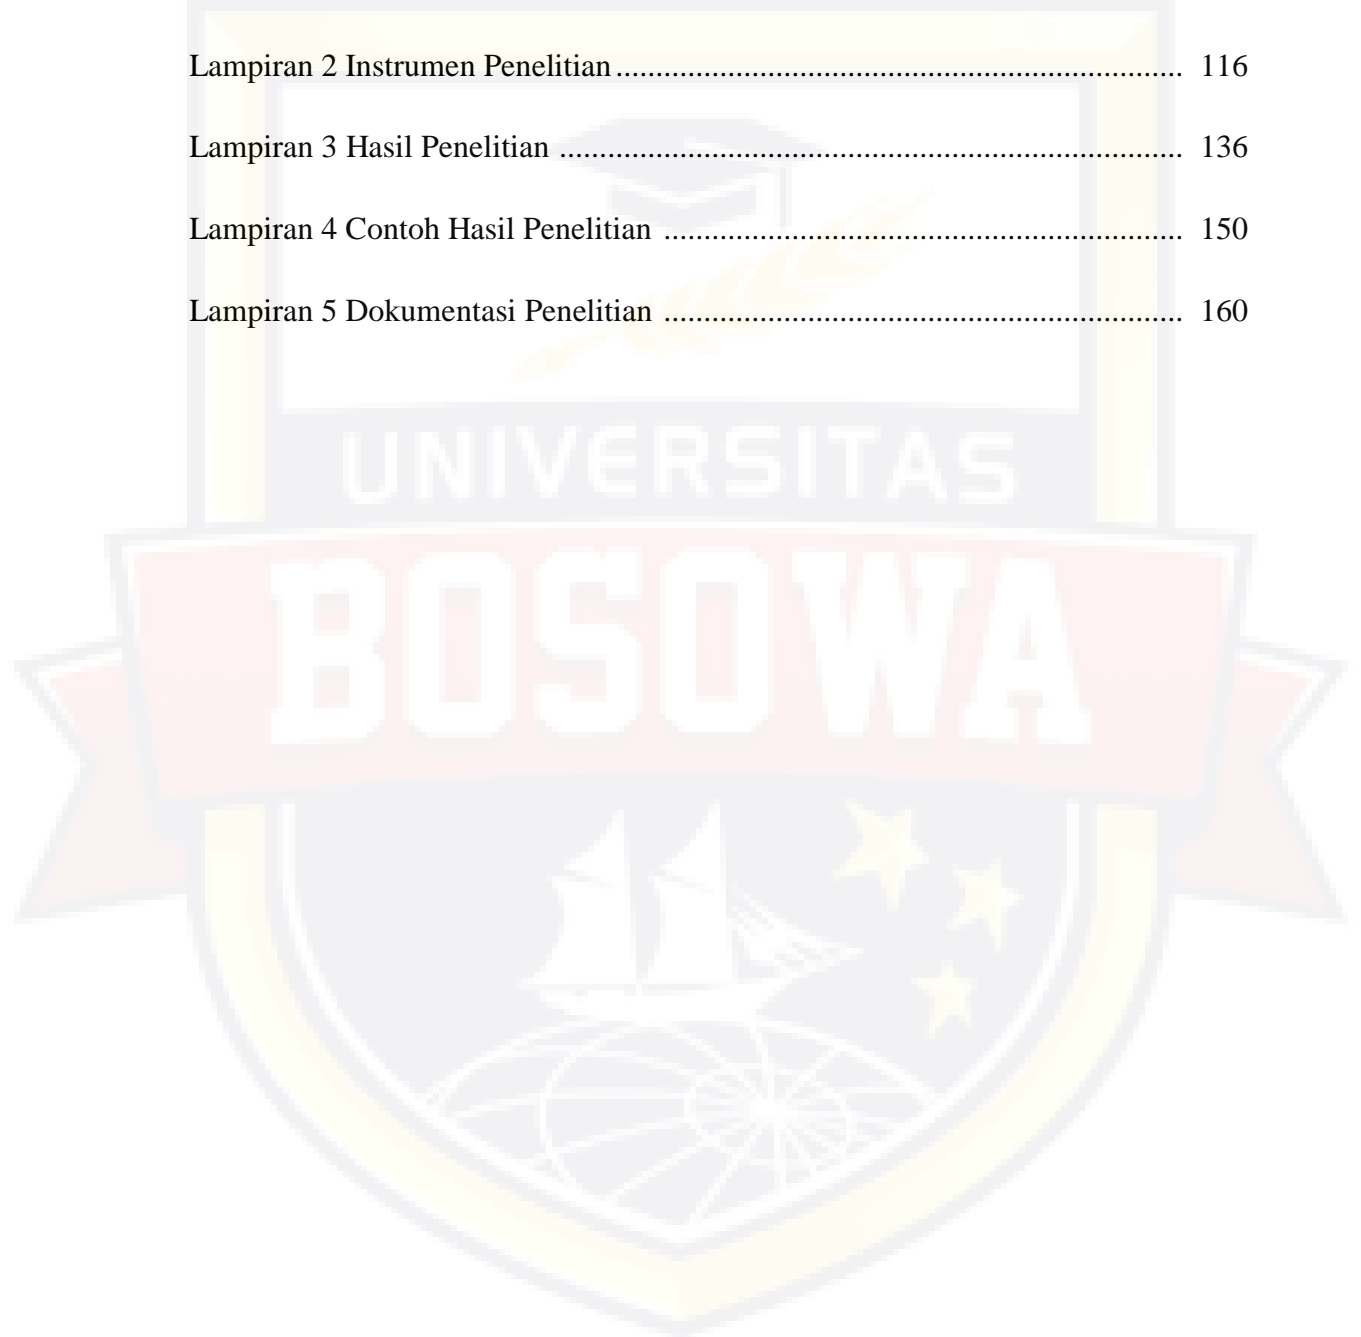 Lampiran 2 Instrumen Penelitian ........................................................................ 116
Lampiran 3 Hasil Penelitian ............................................................................... 136
Lampiran 4 Contoh Hasil Penelitian .................................................................. 150
Lampiran 5 Dokumentasi Penelitian .................................................................. 160
UNIVERSITAS
BOSOWA